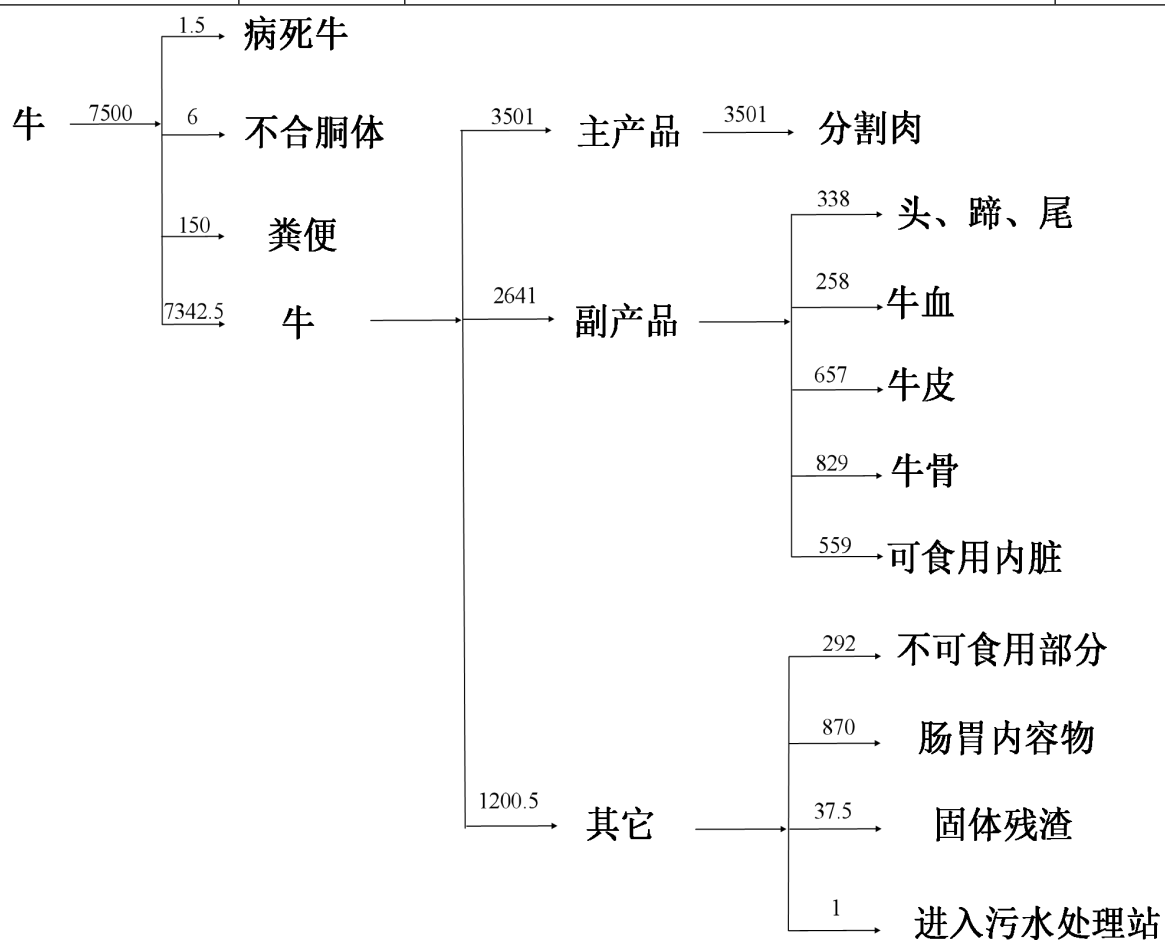 牛
7500
1.5
病死牛
6
不合胴体
150
粪便
7342.5
牛
3501
主产品
3501
分割肉
2641
副产品
338
头、蹄、尾
258
牛血
657
牛皮
829
牛骨
559
可食用内脏
1200.5
其它
292
不可食用部分
870
肠胃内容物
37.5
固体残渣
1
进入污水处理站